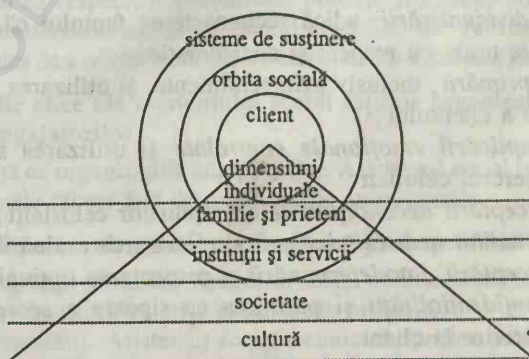 sisteme de susținere
orbita socială
client
dimensiuni
individuale
familie și prieteni
instituții și servicii
societate
cultură